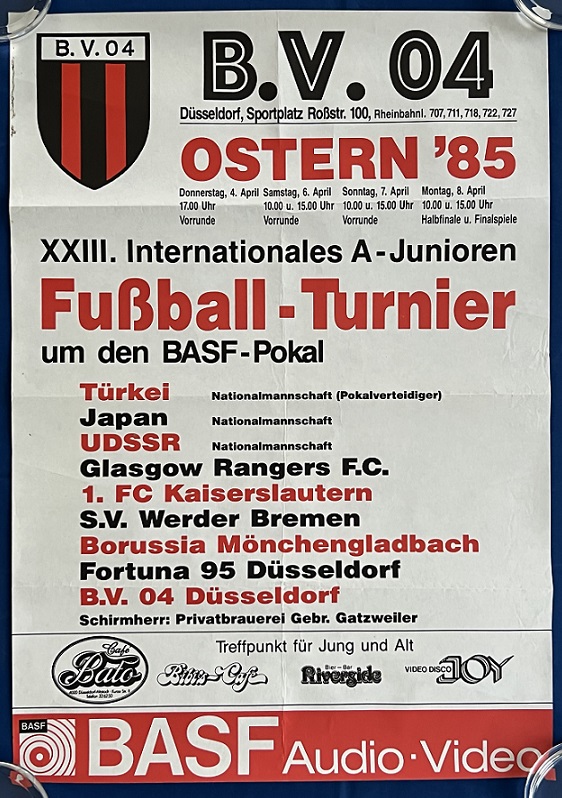 B.V. 04
B.V. 04
Düsseldorf, Sportplatz Roßstr. 100, Rheinbahnl. 707, 711, 718, 722, 727
OSTERN '85
Donnerstag, 4. April Samstag, 6. April Sonntag, 7. April Montag, 8. April
17.00 Uhr 10.00 u. 15.00 Uhr 10.00 u. 15.00 Uhr 10.00 u. 15.00 Uhr
Vorrunde Vorrunde Vorrunde Halbfinale u. Finalspiele
XXIII. Internationales A-Junioren
Fußball-Turnier
um den BASF-Pokal
Türkei Nationalmannschaft (Pokalverteidiger)
Japan Nationalmannschaft
UDSSR Nationalmannschaft
Glasgow Rangers F.C.
1. FC Kaiserslautern
S.V. Werder Bremen
Borussia Mönchengladbach
Fortuna 95 Düsseldorf
B.V. 04 Düsseldorf
Schirmherr: Privatbrauerei Gebr. Gatzweiler
Treffpunkt für Jung und Alt
Café
Bato
Bibi's-Cafe
Bier-Bar
Riverside
VIDEO DISCO JOY
BASF
BASF Audio·Video